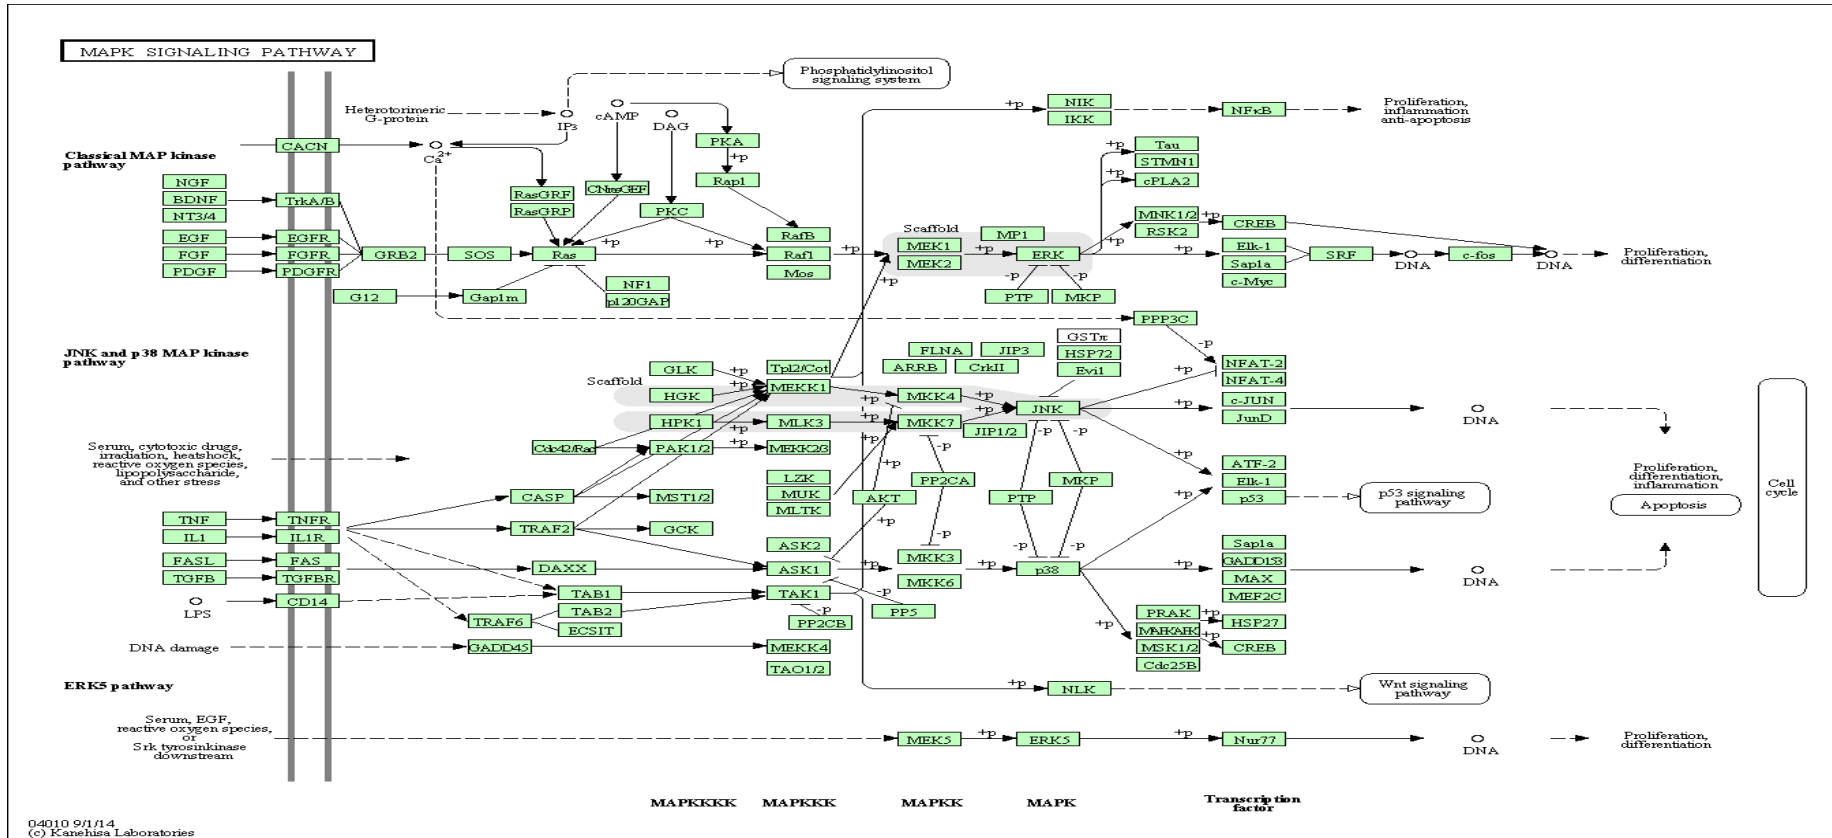 MAPK SIGNALING PATHWAY
Phosphatidylinositol
signaling system
Heterotorimeric
G-protein
IP3
cAMP
DAG
Ca2+
CACN
PKA
+p
Rap1
+p
NIK
IKK
NFκB
Proliferation,
inflammation
anti-apoptosis
Classical MAP kinase
pathway
NGF
BDNF
NT3/4
TrkA/B
EGF
EGFR
FGF
FGFR
PDGF
PDGFR
GRB2
SOS
RasGRF
RasGRP
CNrasGEF
PKC
Ras
+p
+p
RafB
Raf1
Mos
+p
G12
Gap1m
NF1
p120GAP
Scaffold
MEK1
MEK2
+p
MP1
ERK
-p
-p
PTP
MKP
+p
Tau
STMN1
+p
cPLA2
+p
MNK1/2
RSK2
+p
CREB
+p
Elk-1
Sap1a
c-Myc
SRF
DNA
c-fos
DNA
Proliferation,
differentiation
PPP3C
-p
JNK and p38 MAP kinase
pathway
Scaffold
GLK
HGK
HPK1
+p
+p
+p
+p
+p
Tpl2/Cot
MEKK1
MLK3
MEKK2/3
+p
+p
+p
FLNA
JIP3
ARRB
CrkII
GSTπ
HSP72
Evi1
MKK4
MKK7
+p
+p
JIP1/2
JNK
+p
NFAT-2
NFAT-4
+p
c-JUN
JunD
DNA
Serum, cytotoxic drugs,
irradiation, heatshock,
reactive oxygen species,
lipopolysaccharide,
and other stress
Cdc42/Rac
PAK1/2
CASP
MST1/2
TRAF2
GCK
LZK
MUK
MLTK
+p
AKT
+p
-p
PP2CA
-p
-p
-p
PTP
MKP
-p
-p
+p
+p
ATF-2
Elk-1
p53
p53 signaling
pathway
Proliferation,
differentiation,
inflammation
Apoptosis
Cell
cycle
TNF
TNFR
IL1
IL1R
FASL
FAS
TGFB
TGFBR
LPS
CD14
DAXX
TAB1
TAB2
ECSIT
TRAF6
ASK2
ASK1
TAK1
+p
-p
PP2CB
-p
PP5
MKK3
MKK6
+p
p38
+p
Sap1a
GADD153
MAX
MEF2C
DNA
+p
PRAK
MAPKAPK
MSK1/2
Cdc25B
+p
+p
HSP27
CREB
DNA damage
GADD45
MEKK4
TAO1/2
+p
NLK
Wnt signaling
pathway
ERK5 pathway
Serum, EGF,
reactive oxygen species,
or
Srk tyrosinkinase
downstream
MEK5
+p
ERK5
+p
Nur77
DNA
Proliferation,
differentiation
MAPKKKK
MAPKKK
MAPKK
MAPK
Transcription
factor
04010 9/1/14
(c) Kanehisa Laboratories